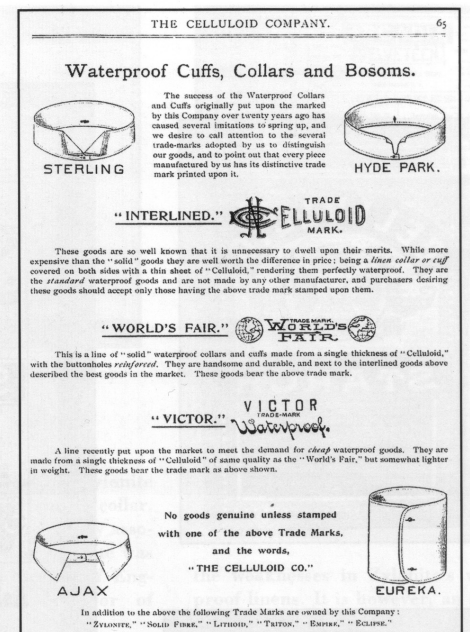 THE CELLULOID COMPANY. 65
Waterproof Cuffs, Collars and Bosoms.
The success of the Waterproof Collars
and Cuffs originally put upon the marked
by this Company over twenty years ago has
caused several imitations to spring up, and
we desire to call attention to the several
trade-marks adopted by us to distinguish
our goods, and to point out that every piece
manufactured by us has its distinctive trade
mark printed upon it.
STERLING
HYDE PARK.
"INTERLINED."
TRADE
CELLULOID
MARK.
These goods are so well known that it is unnecessary to dwell upon their merits. While more
expensive than the "solid" goods they are well worth the difference in price; being a linen collar or cuff
covered on both sides with a thin sheet of "Celluloid," rendering them perfectly waterproof. They are
the standard waterproof goods and are not made by any other manufacturer, and purchasers desiring
these goods should accept only those having the above trade mark stamped upon them.
"WORLD'S FAIR."
TRADE MARK.
WORLD'S
FAIR
This is a line of "solid" waterproof collars and cuffs made from a single thickness of "Celluloid,"
with the buttonholes reinforced. They are handsome and durable, and next to the interlined goods above
described the best goods in the market. These goods bear the above trade mark.
"VICTOR."
VICTOR
TRADE-MARK
Waterproof.
A line recently put upon the market to meet the demand for cheap waterproof goods. They are
made from a single thickness of "Celluloid" of same quality as the "World's Fair," but somewhat lighter
in weight. These goods bear the trade mark as above shown.
No goods genuine unless stamped
with one of the above Trade Marks,
and the words,
"THE CELLULOID CO."
AJAX
EUREKA.
In addition to the above the following Trade Marks are owned by this Company:
"ZYLONITE," "SOLID FIBRE," "LITHOID," "TRITON," "EMPIRE," "ECLIPSE."